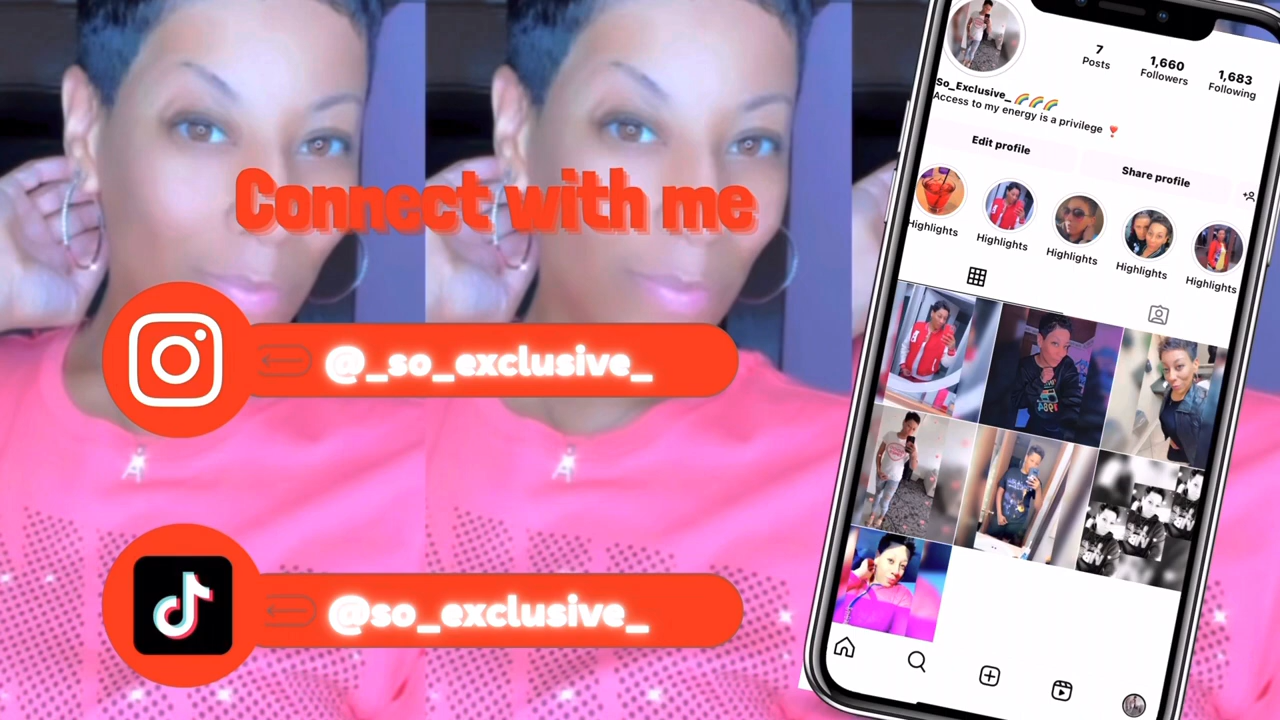 Connect with me
@_so_exclusive_
@so_exclusive_
7
Posts
1,660
Followers
1,683
Following
So_Exclusive_ 🌈🌈🌈
Access to my energy is a privilege ❣️
Edit profile
Share profile
Highlights
Highlights
Highlights
Highlights
Highlights